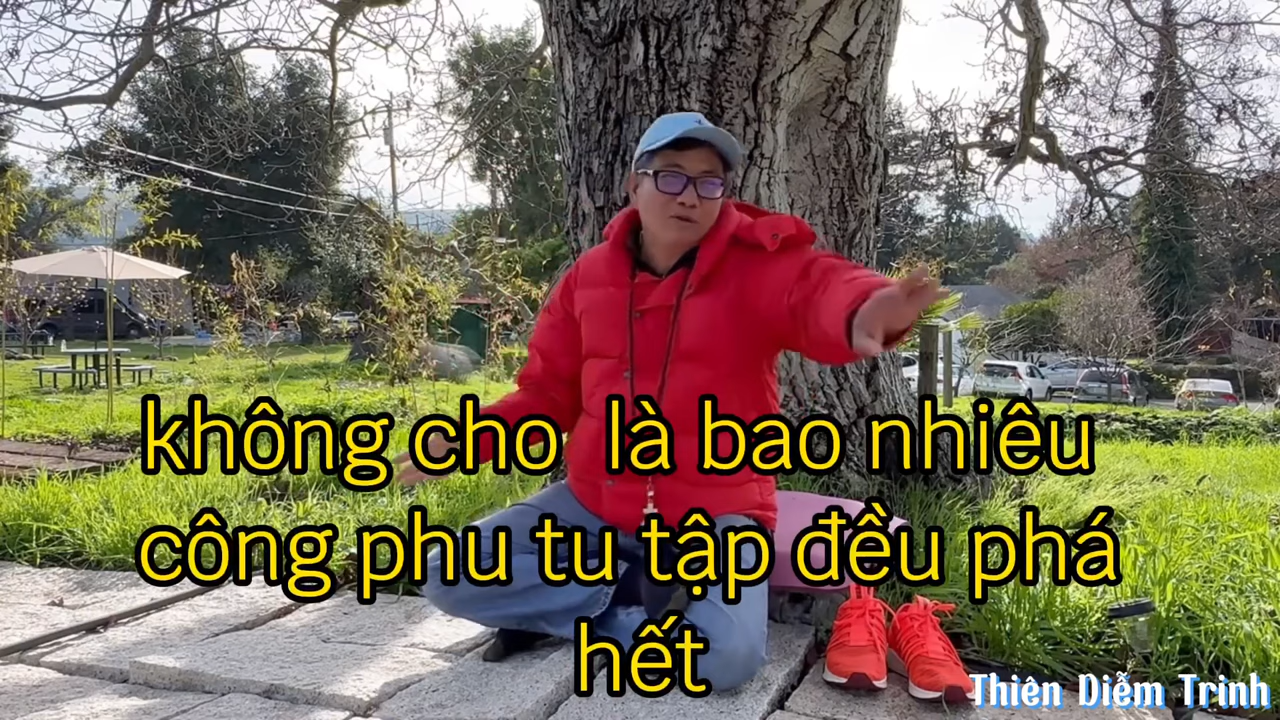 không cho là bao nhiêu
công phu tu tập đều phá
hết
Thiên Diễm Trinh